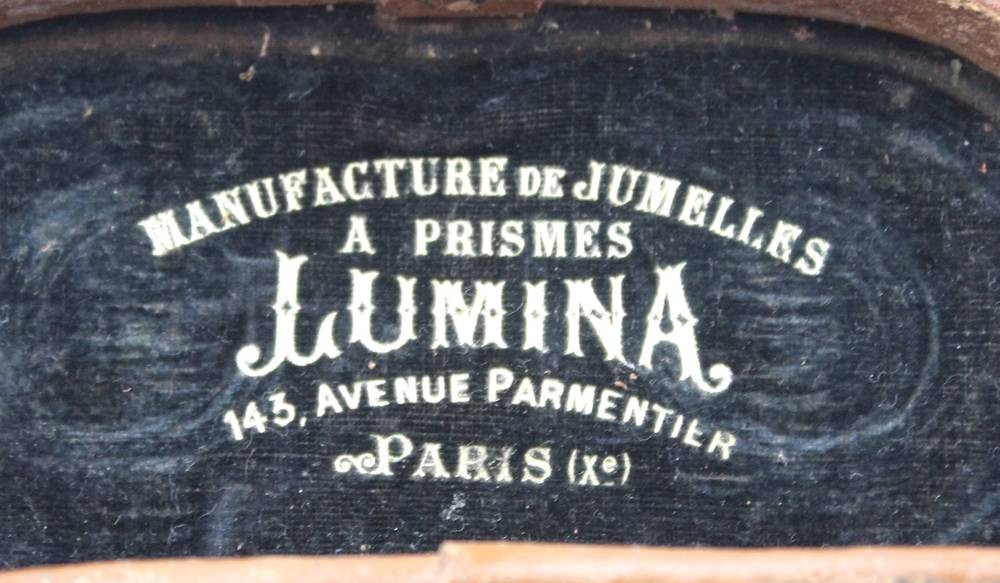 MANUFACTURE DE JUMELLES
A PRISMES
LUMINA
143, AVENUE PARMENTIER
PARIS (Xe)